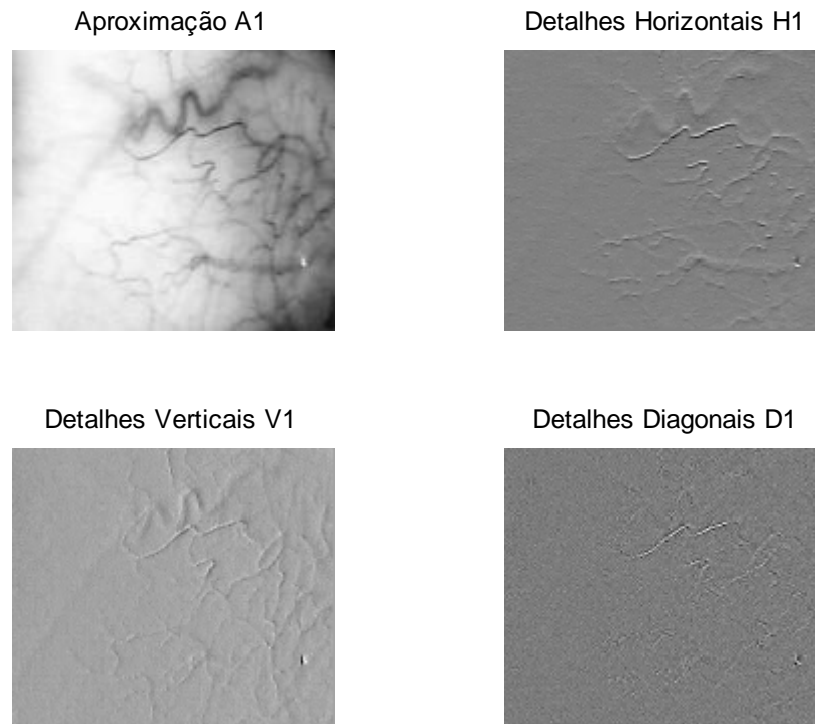 Aproximação A1
Detalhes Horizontais H1
Detalhes Verticais V1
Detalhes Diagonais D1